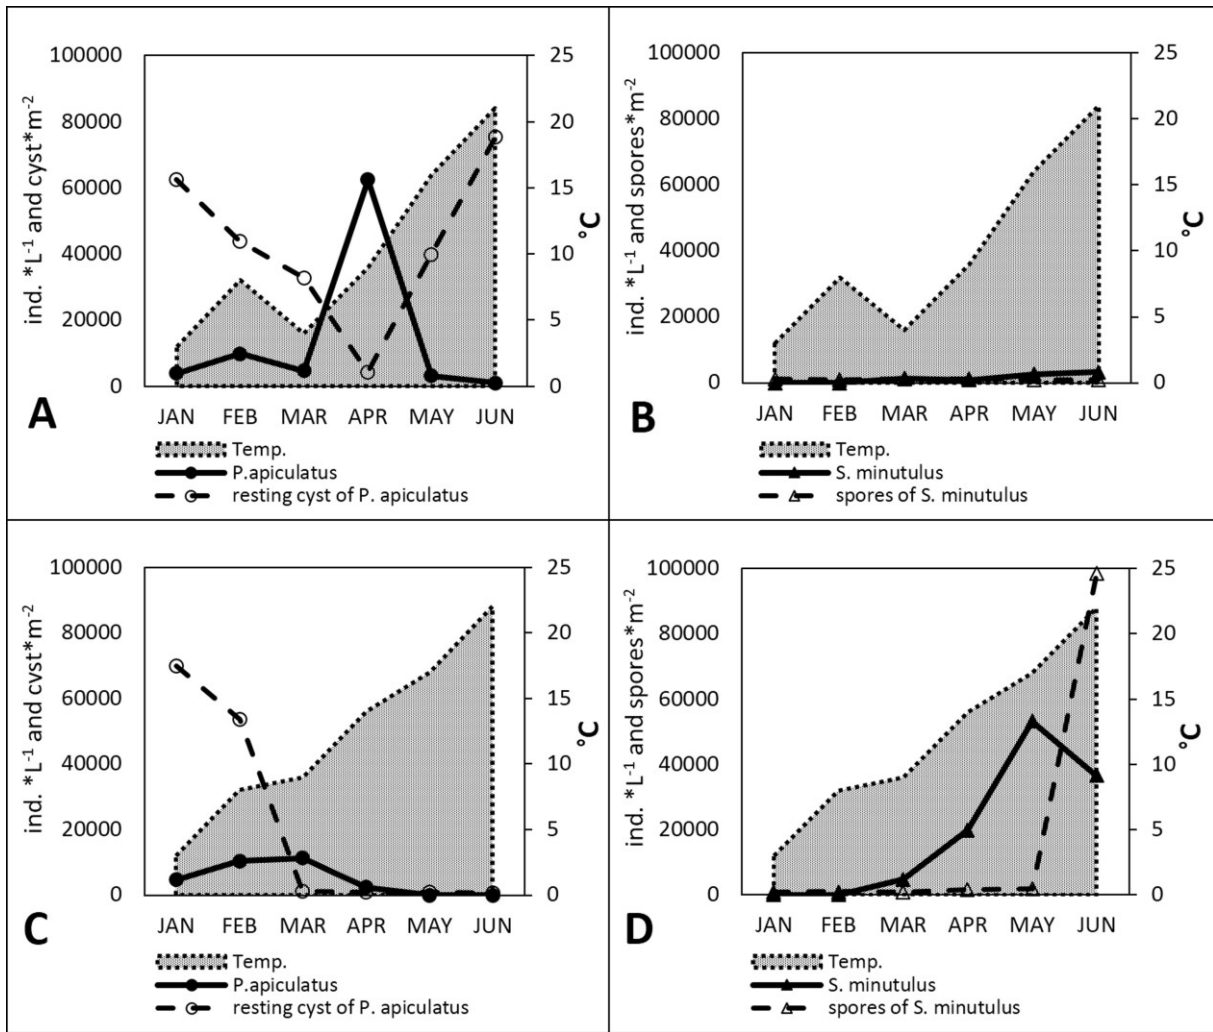 100000
80000
60000
40000
20000
0
ind. *L-1 and cyst*m-2
25
20
15
10
5
0
°C
JAN FEB MAR APR MAY JUN
A
Temp.
P.apiculatus
resting cyst of P. apiculatus
100000
80000
60000
40000
20000
0
ind. *L-1 and spores*m-2
25
20
15
10
5
0
°C
JAN FEB MAR APR MAY JUN
B
Temp.
S. minutulus
spores of S. minutulus
100000
80000
60000
40000
20000
0
ind. *L-1 and cvst*m-2
25
20
15
10
5
0
°C
JAN FEB MAR APR MAY JUN
C
Temp.
P.apiculatus
resting cyst of P. apiculatus
100000
80000
60000
40000
20000
0
ind. *L-1 and spores*m-2
25
20
15
10
5
0
°C
JAN FEB MAR APR MAY JUN
D
Temp.
S. minutulus
spores of S. minutulus